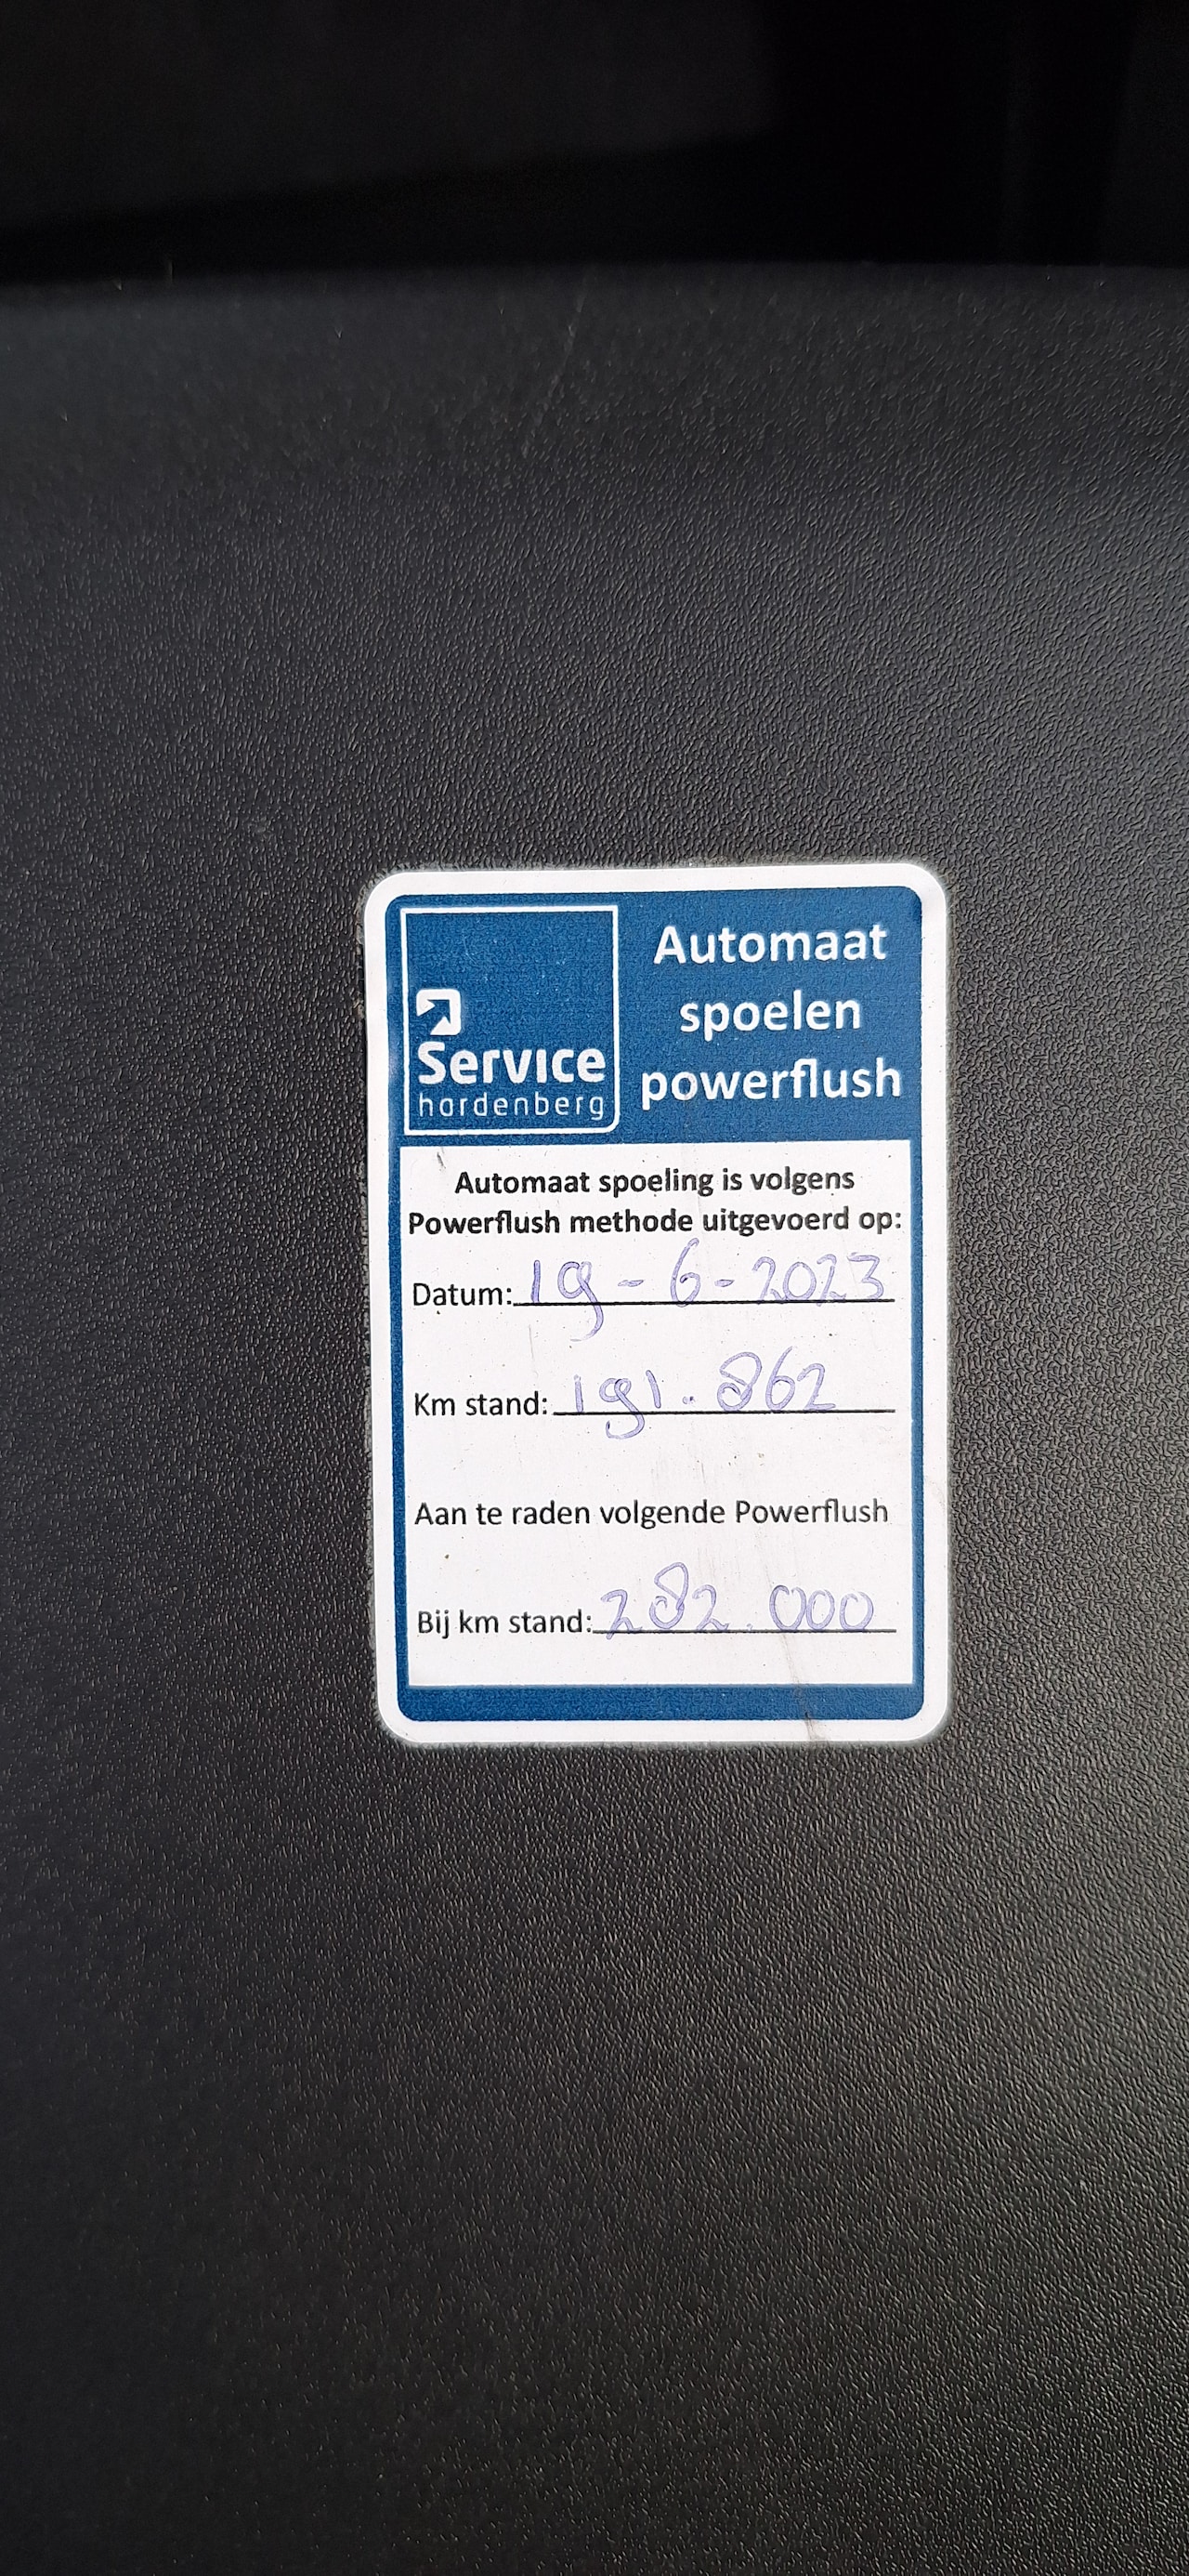 Service
hardenberg
Automaat
spoelen
powerflush
Automaat spoeling is volgens
Powerflush methode uitgevoerd op:
Datum: 19-6-2023
Km stand: 191.862
Aan te raden volgende Powerflush
Bij km stand: 282.000